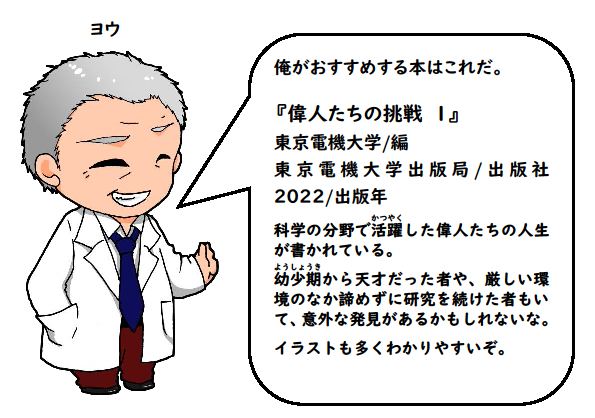 ヨウ
俺がおすすめする本はこれだ。
『偉人たちの挑戦 1』
東京電機大学/編
東京電機大学出版局/出版社
2022/出版年
かつやく
科学の分野で活躍した偉人たちの人生
が書かれている。
ようしょうき
幼少期から天才だった者や、厳しい環
境のなか諦めずに研究を続けた者もい
て、意外な発見があるかもしれないな。
イラストも多くわかりやすいぞ。